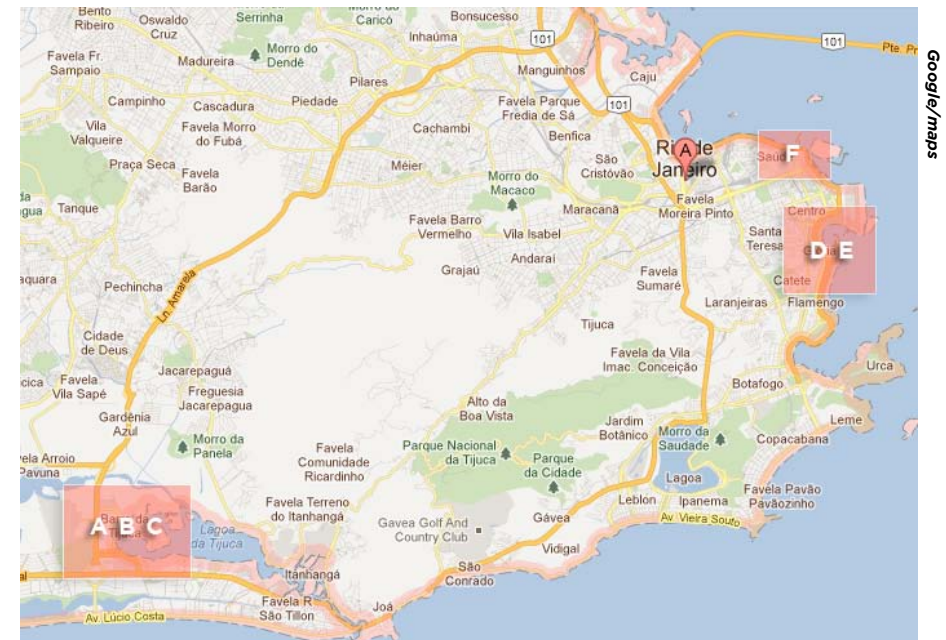 Bento
Ribeiro
Oswaldo
Cruz
Serrinha
Morro do
Caricó
Bonsucesso
Inhaúma
101
101
Pte. Pr
Favela Fr.
Sampaio
Madureira
Morro do
Dendê
Pilares
Manguinhos
Caju
Campinho
Cascadura
Piedade
Favela Parque
Fredia de Sá
101
Vila
Valqueire
Favela Morro
do Fubá
Cachambi
Benfica
Praça Seca
Favela
Barão
Méier
Morro do
Macaco
São
Cristóvão
Rio de
Janeiro
A
F
Tanque
Favela Barro
Vermelho
Vila Isabel
Maracanã
Favela
Moreira Pinto
Centro
Santa
Teresa
D E
Andaraí
Grajaú
Favela
Sumaré
Catete
Pechincha
Ln. Amarela
Laranjeiras
Flamengo
Tijuca
Cidade
de Deus
Favela da Vila
Imac. Conceição
Urca
Jacarepaguá
Favela
Vila Sapé
Freguesia
Jacarepagua
Botafogo
Gardênia
Azul
Alto da
Boa Vista
Jardim
Botânico
Morro da
Saudade
Leme
Copacabana
Morro da
Panela
Favela
Comunidade
Ricardinho
Parque Nacional
da Tijuca
Parque
da Cidade
Lagoa
Favela Pavão
Pavãozinho
Leblon
Ipanema
Av. Vieira Souto
Favela Terreno
do Itanhangá
Gavea Golf And
Country Club
Gávea
A B C
Lagoa
da Tijuca
Vidigal
São
Conrado
Itanhangá
Favela R
São Tillon
Joá
Av. Lúcio Costa
Google/maps